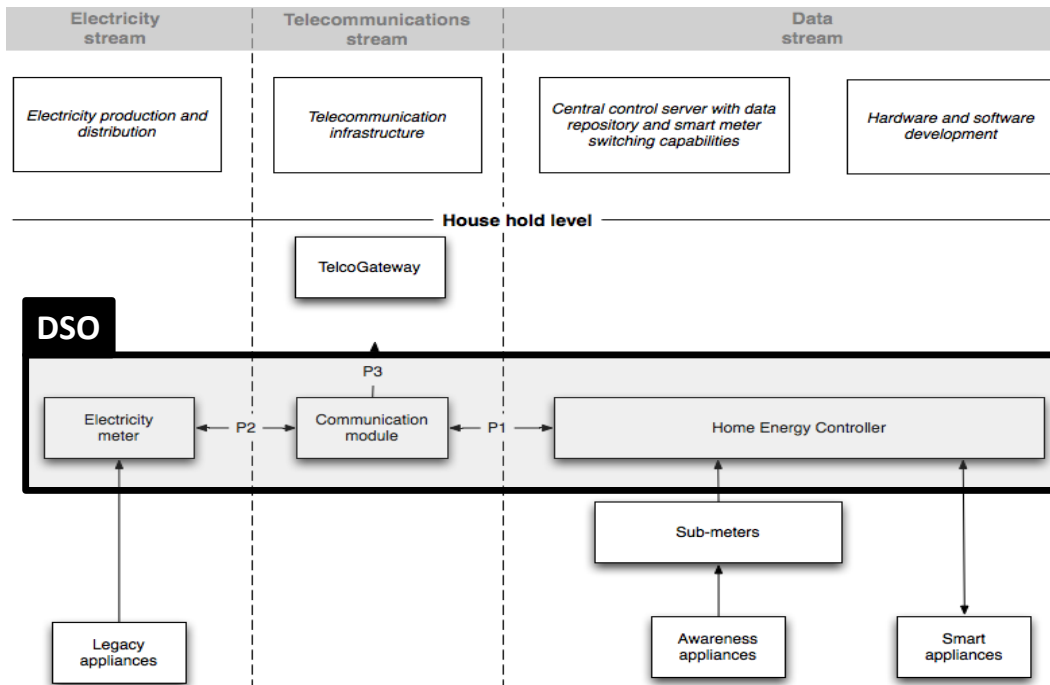 Electricity
stream
Telecommunications
stream
Data
stream
Electricity production and
distribution
Telecommunication
infrastructure
Central control server with data
repository and smart meter
switching capabilities
Hardware and software
development
House hold level
TelcoGateway
DSO
P3
Electricity
meter
P2
Communication
module
P1
Home Energy Controller
Sub-meters
Legacy
appliances
Awareness
appliances
Smart
appliances